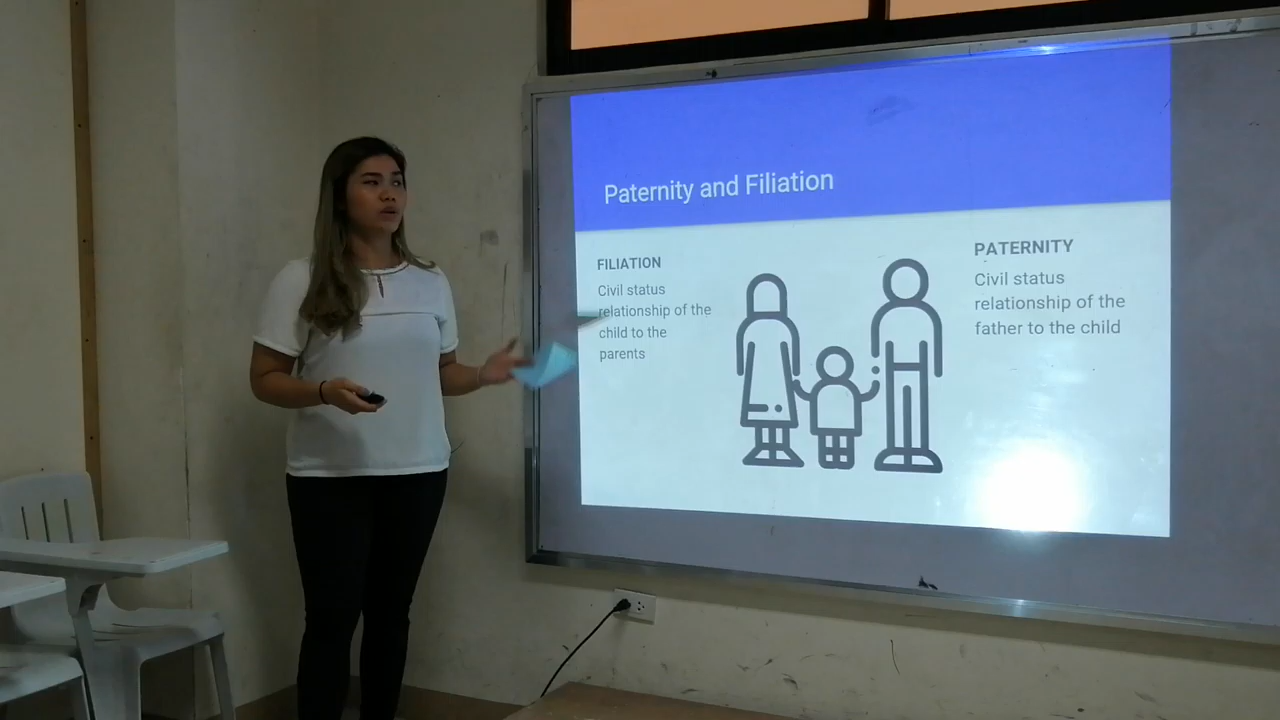 Paternity and Filiation
FILIATION
Civil status
relationship of the
child to the
parents
PATERNITY
Civil status
relationship of the
father to the child